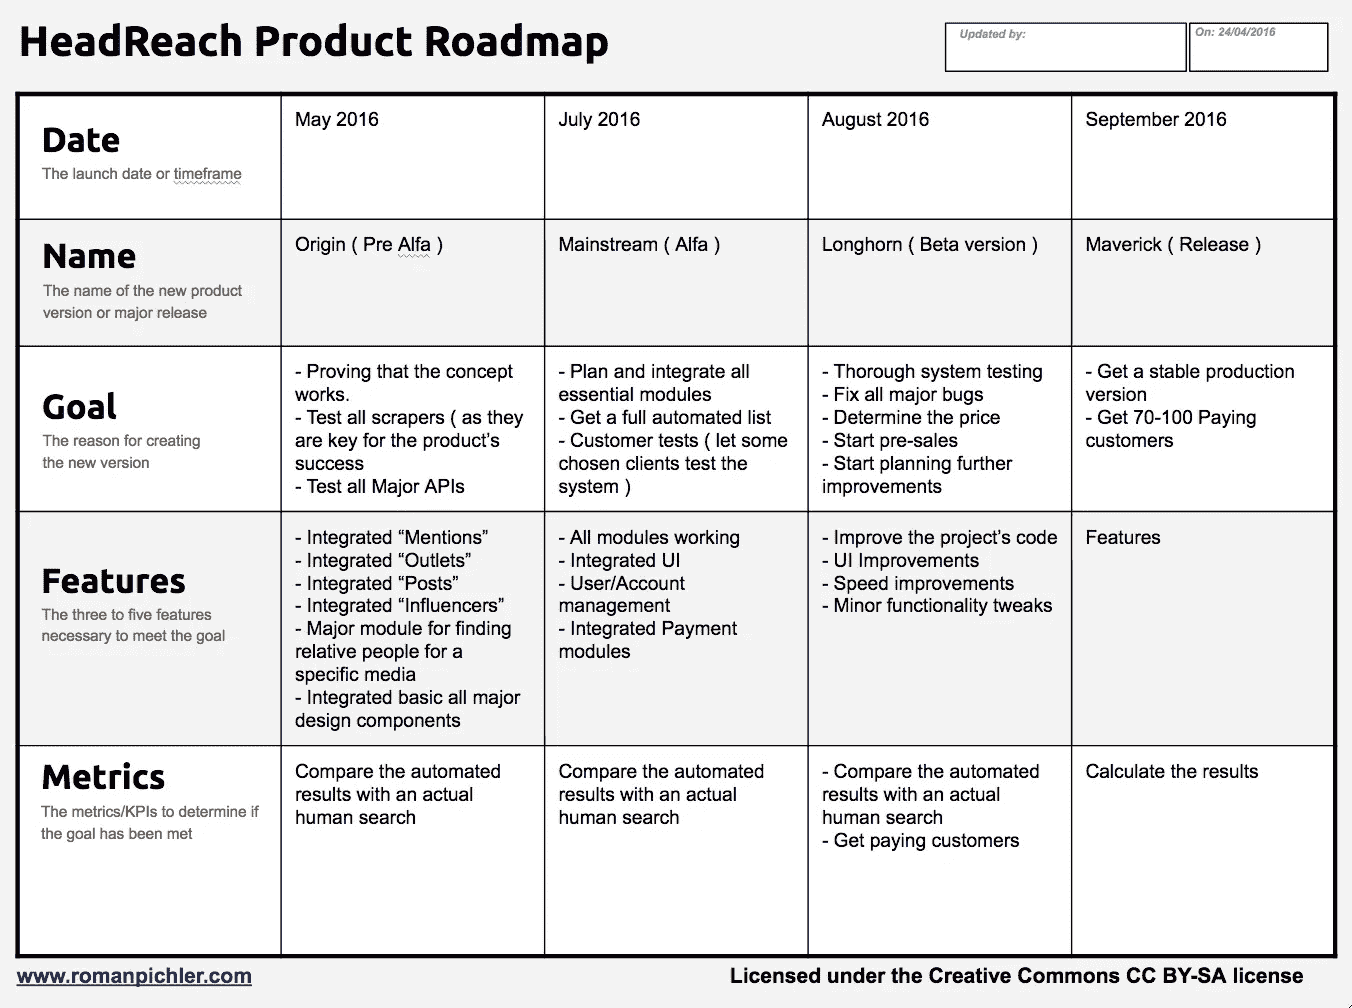 HeadReach Product Roadmap
Updated by:
On: 24/04/2016
Date
The launch date or timeframe
May 2016
July 2016
August 2016
September 2016
Name
The name of the new product
version or major release
Origin ( Pre Alfa )
Mainstream ( Alfa )
Longhorn ( Beta version )
Maverick ( Release )
Goal
The reason for creating
the new version
- Proving that the concept
works.
- Test all scrapers ( as they
are key for the product’s
success
- Test all Major APIs
- Plan and integrate all
essential modules
- Get a full automated list
- Customer tests ( let some
chosen clients test the
system )
- Thorough system testing
- Fix all major bugs
- Determine the price
- Start pre-sales
- Start planning further
improvements
- Get a stable production
version
- Get 70-100 Paying
customers
Features
The three to five features
necessary to meet the goal
- Integrated “Mentions”
- Integrated “Outlets”
- Integrated “Posts”
- Integrated “Influencers”
- Major module for finding
relative people for a
specific media
- Integrated basic all major
design components
- All modules working
- Integrated UI
- User/Account
management
- Integrated Payment
modules
- Improve the project’s code
- UI Improvements
- Speed improvements
- Minor functionality tweaks
Features
Metrics
The metrics/KPIs to determine if
the goal has been met
Compare the automated
results with an actual
human search
Compare the automated
results with an actual
human search
- Compare the automated
results with an actual
human search
- Get paying customers
Calculate the results
www.romanpichler.com
Licensed under the Creative Commons CC BY-SA license